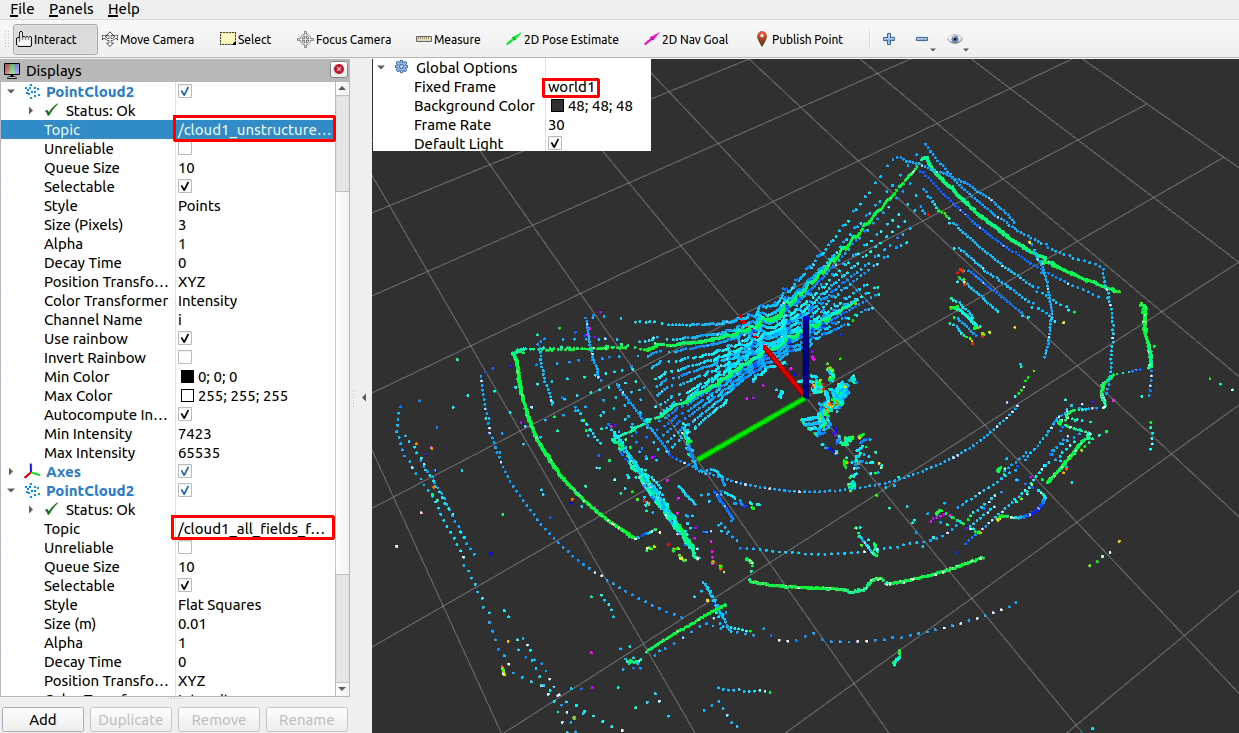 File Panels Help
Interact Move Camera Select Focus Camera Measure 2D Pose Estimate 2D Nav Goal Publish Point
Displays
PointCloud2
Status: Ok
Topic /cloud1_unstructure...
Unreliable
Queue Size 10
Selectable
Style Points
Size (Pixels) 3
Alpha 1
Decay Time 0
Position Transfo... XYZ
Color Transformer Intensity
Channel Name i
Use rainbow
Invert Rainbow
Min Color 0; 0; 0
Max Color 255; 255; 255
Autocompute In...
Min Intensity 7423
Max Intensity 65535
Axes
PointCloud2
Status: Ok
Topic /cloud1_all_fields_f...
Unreliable
Queue Size 10
Selectable
Style Flat Squares
Size (m) 0.01
Alpha 1
Decay Time 0
Position Transfo... XYZ
Add Duplicate Remove Rename
Global Options
Fixed Frame world1
Background Color 48; 48; 48
Frame Rate 30
Default Light